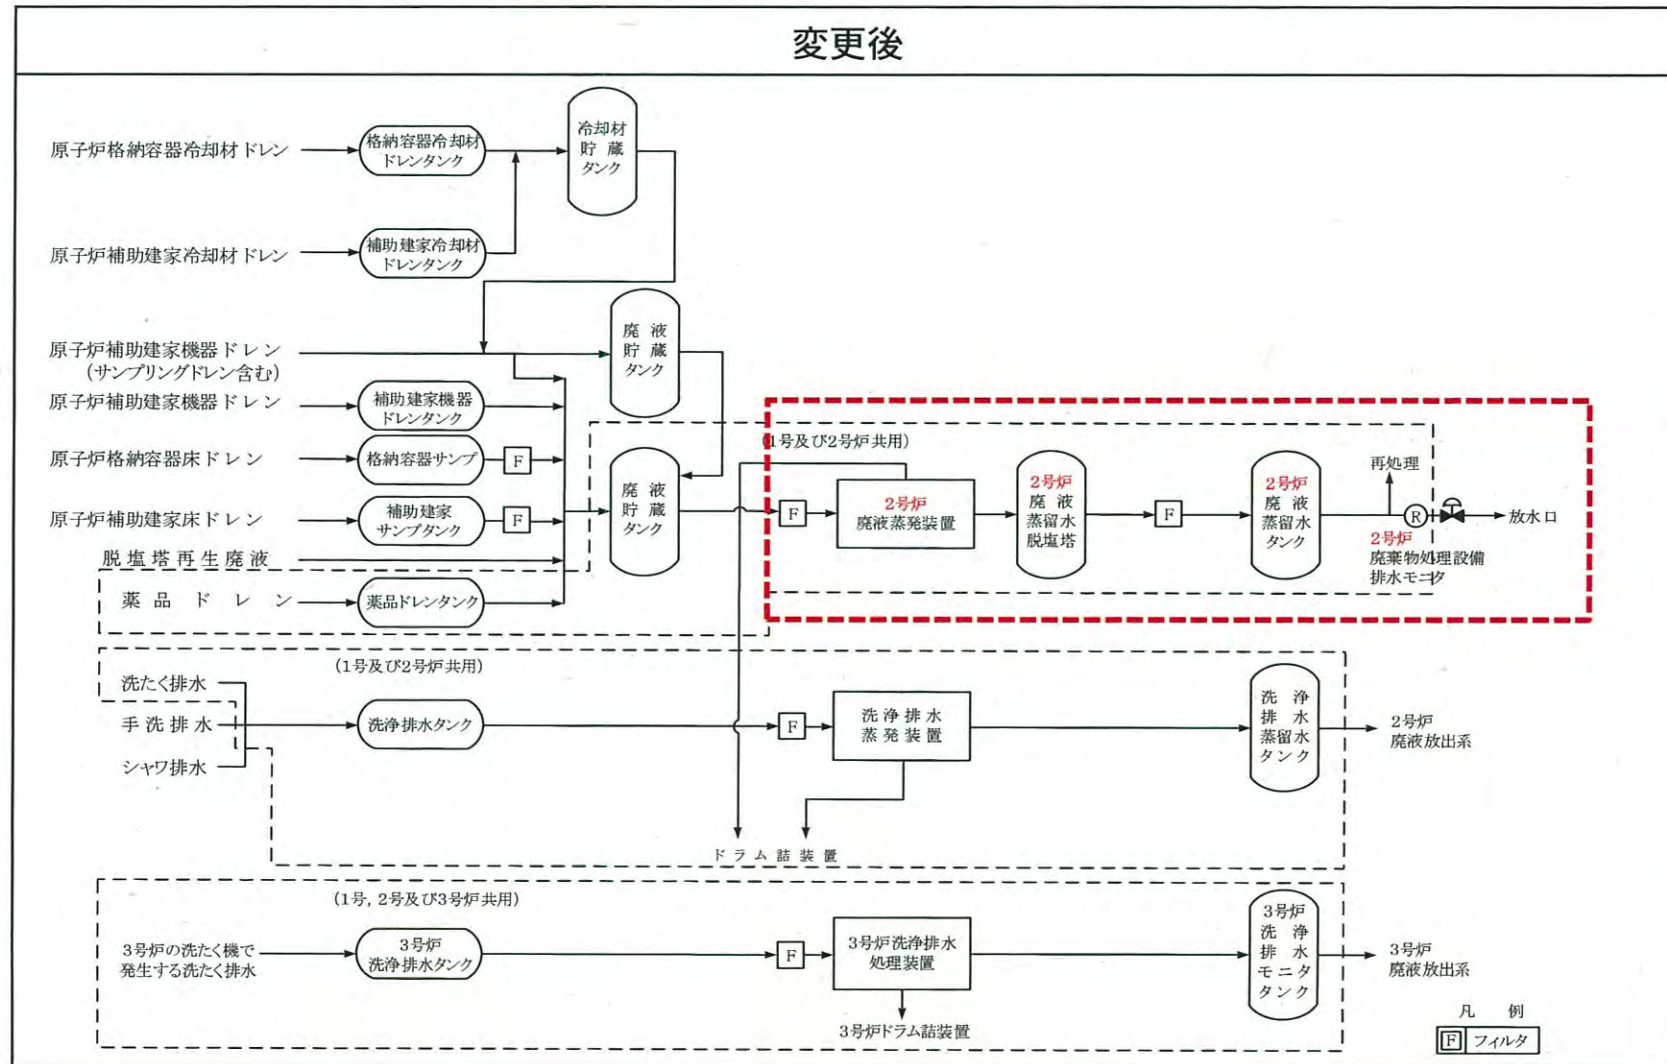 変更後
原子炉格納容器冷却材ドレン
格納容器冷却材
ドレンタンク
冷却材
貯蔵
タンク
原子炉補助建家冷却材ドレン
補助建家冷却材
ドレンタンク
原子炉補助建家機器ドレン
(サンプリングドレン含む)
廃液
貯蔵
タンク
原子炉補助建家機器ドレン
補助建家機器
ドレンタンク
原子炉格納容器床ドレン
格納容器サンプ
F
原子炉補助建家床ドレン
補助建家
サンプタンク
F
脱塩塔再生廃液
薬品ドレン
薬品ドレンタンク
廃液
貯蔵
タンク
(1号及び2号炉共用)
F
2号炉
廃液蒸発装置
2号炉
廃液
蒸留水
脱塩塔
F
2号炉
廃液
蒸留水
タンク
再処理
R
放水口
2号炉
廃棄物処理設備
排水モニタ
(1号及び2号炉共用)
洗たく排水
手洗排水
シャワ排水
洗浄排水タンク
F
洗浄排水
蒸発装置
洗浄
排水
蒸留水
タンク
2号炉
廃液放出系
ドラム詰装置
(1号, 2号及び3号炉共用)
3号炉の洗たく機で
発生する洗たく排水
3号炉
洗浄排水タンク
F
3号炉洗浄排水
処理装置
3号炉
洗浄
排水
モニタ
タンク
3号炉
廃液放出系
3号炉ドラム詰装置
凡例
F フィルタ